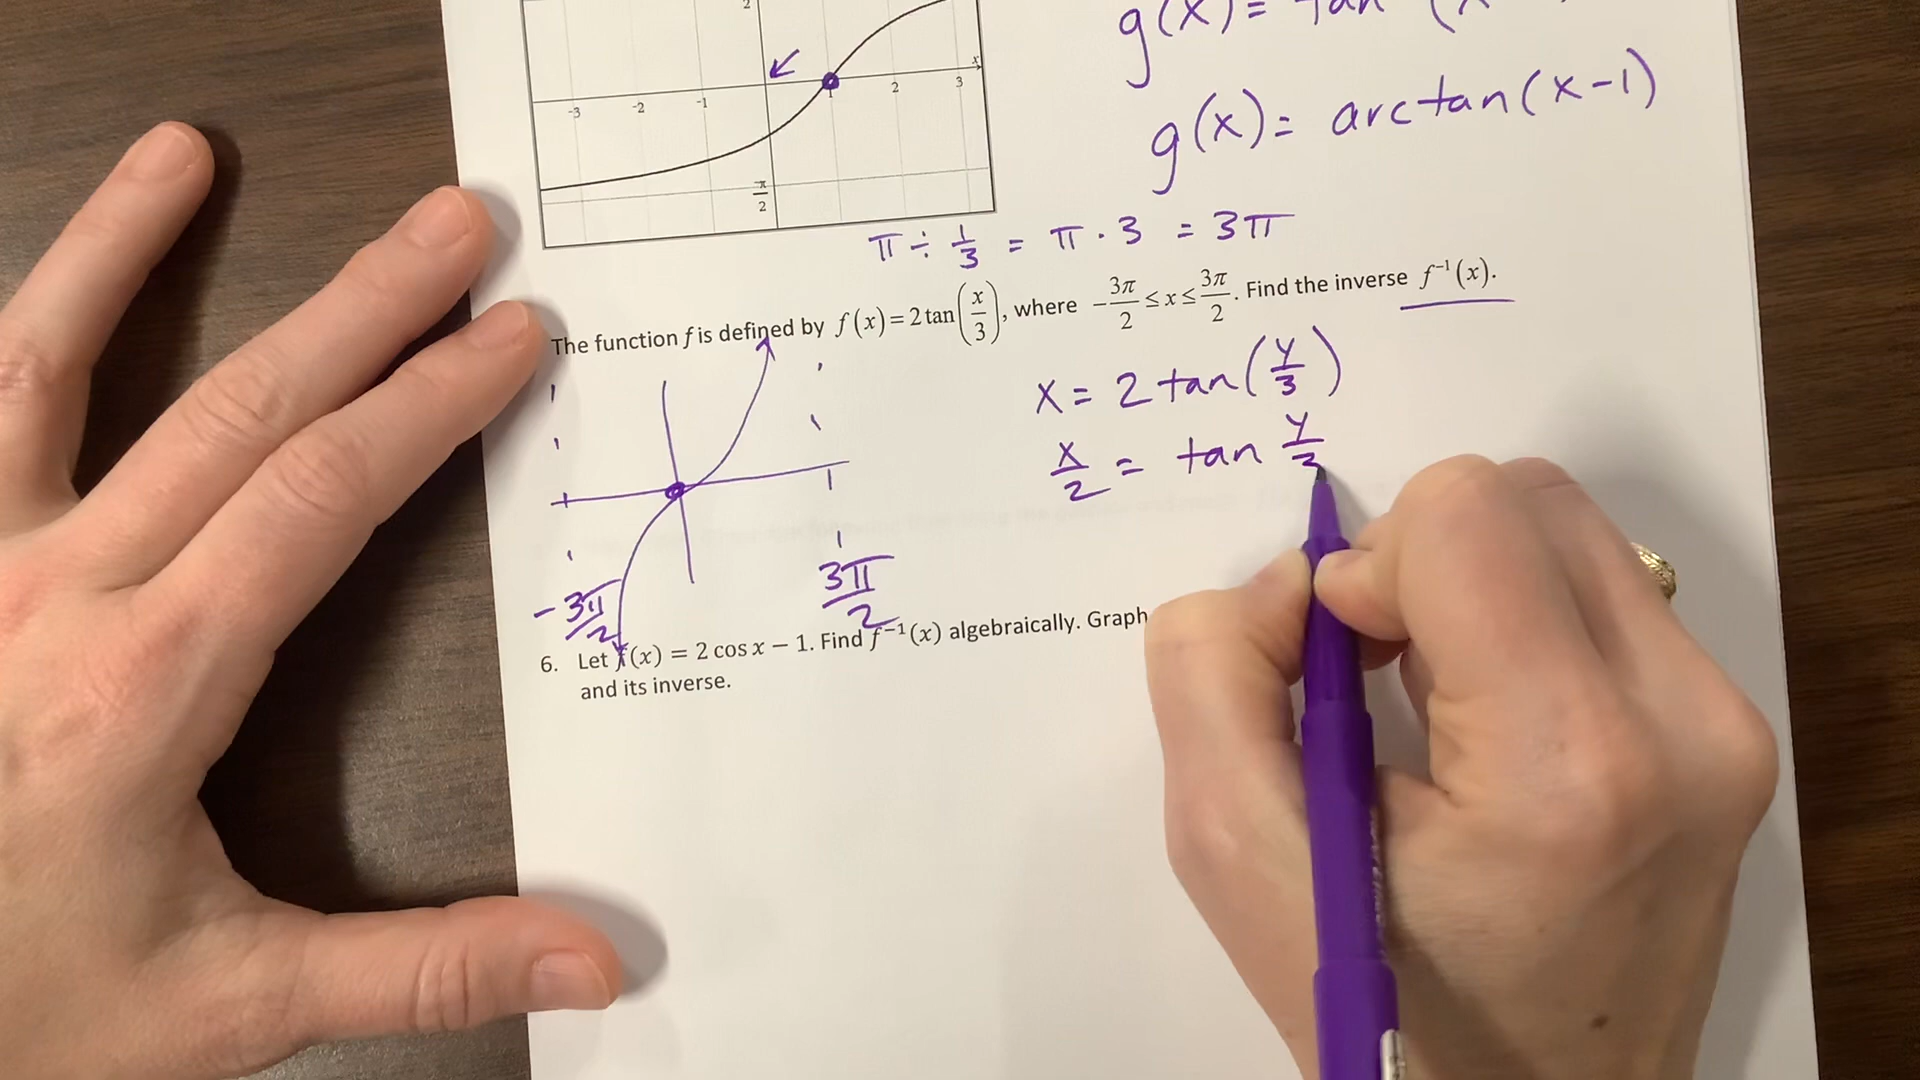 2
g(x) = tan (x
-3 -2 -1 1 2 3 x
π/2
g(x) = arctan(x-1)
π ÷ 1/3 = π · 3 = 3π
The function f is defined by f(x) = 2 tan(x/3), where -3π/2 ≤ x ≤ 3π/2. Find the inverse f⁻¹(x).
x = 2 tan(y/3)
x/2 = tan y/3
-3π/2 3π/2
6. Let f(x) = 2 cos x − 1. Find f⁻¹(x) algebraically. Graph
and its inverse.